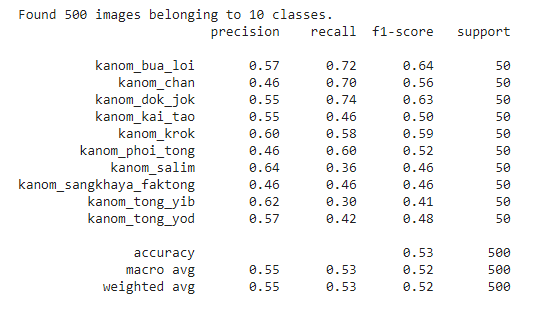 Found 500 images belonging to 10 classes.
precision recall f1-score support
kanom_bua_loi 0.57 0.72 0.64 50
kanom_chan 0.46 0.70 0.56 50
kanom_dok_jok 0.55 0.74 0.63 50
kanom_kai_tao 0.55 0.46 0.50 50
kanom_krok 0.60 0.58 0.59 50
kanom_phoi_tong 0.46 0.60 0.52 50
kanom_salim 0.64 0.36 0.46 50
kanom_sangkhaya_faktong 0.46 0.46 0.46 50
kanom_tong_yib 0.62 0.30 0.41 50
kanom_tong_yod 0.57 0.42 0.48 50
accuracy 0.53 500
macro avg 0.55 0.53 0.52 500
weighted avg 0.55 0.53 0.52 500